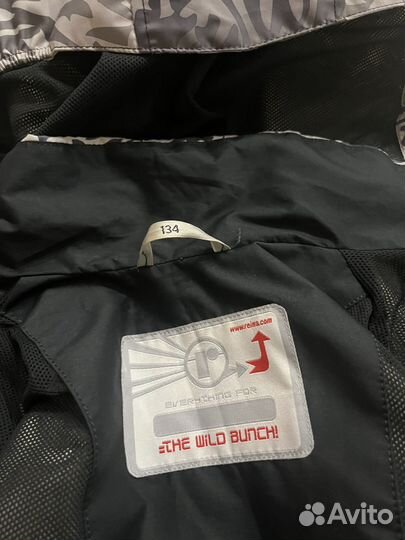 134
www.reima.com
r
EVERYTHING FOR
THE WILD BUNCH!
Avito